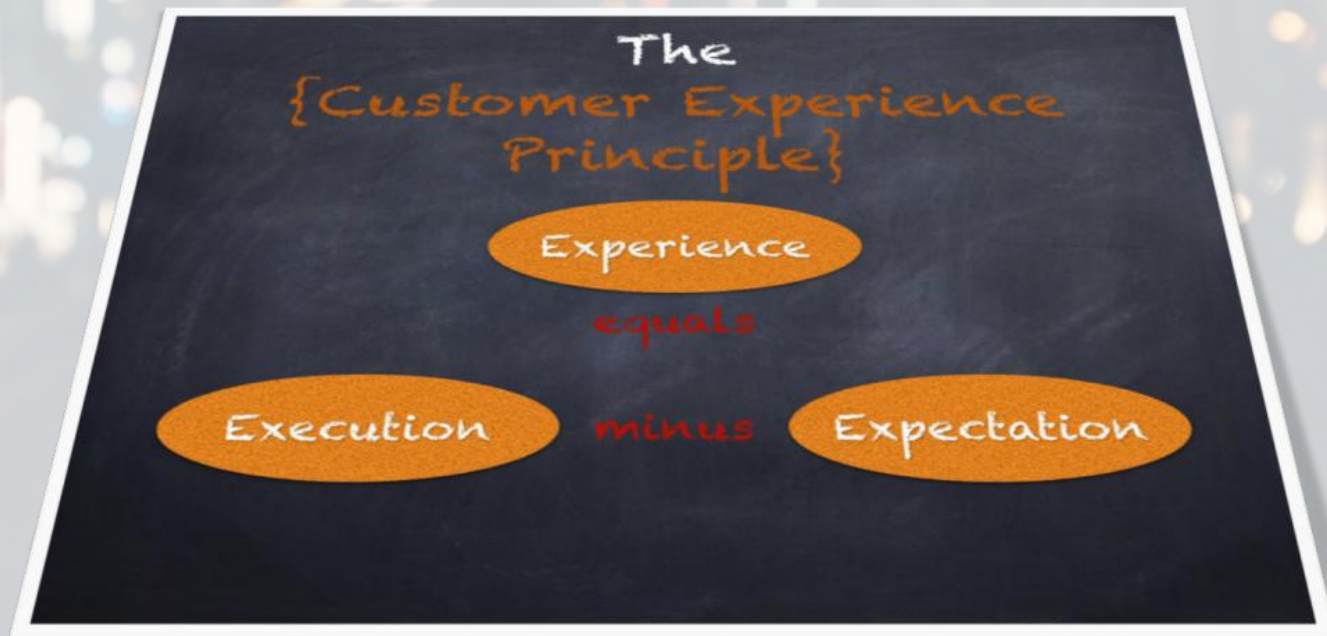 The
{Customer Experience
Principle}
Experience
equals
Execution minus Expectation